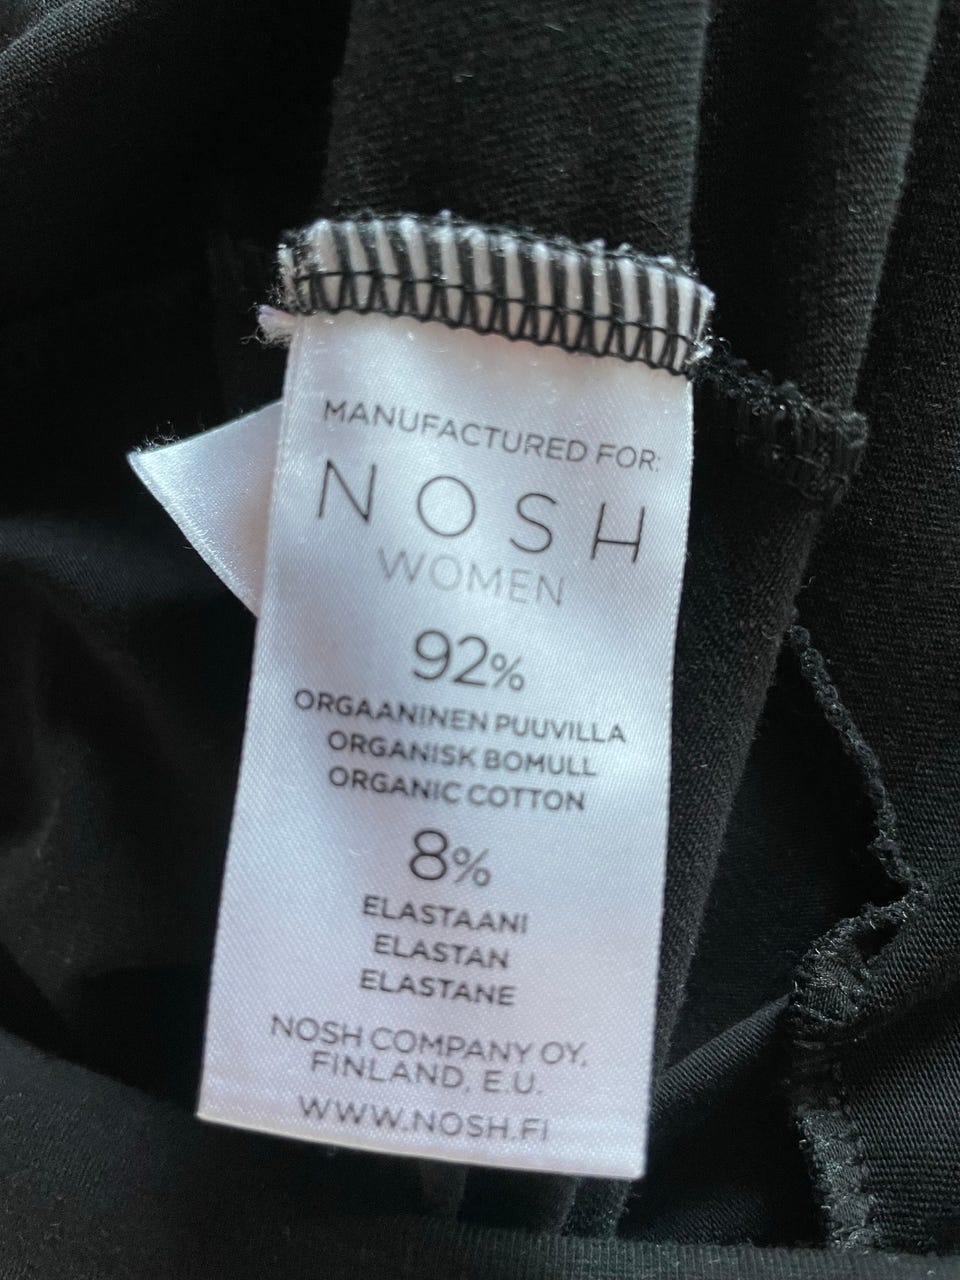 MANUFACTURED FOR:
NOSH
WOMEN
92%
ORGAANINEN PUUVILLA
ORGANISK BOMULL
ORGANIC COTTON
8%
ELASTAANI
ELASTAN
ELASTANE
NOSH COMPANY OY,
FINLAND, E.U.
WWW.NOSH.FI